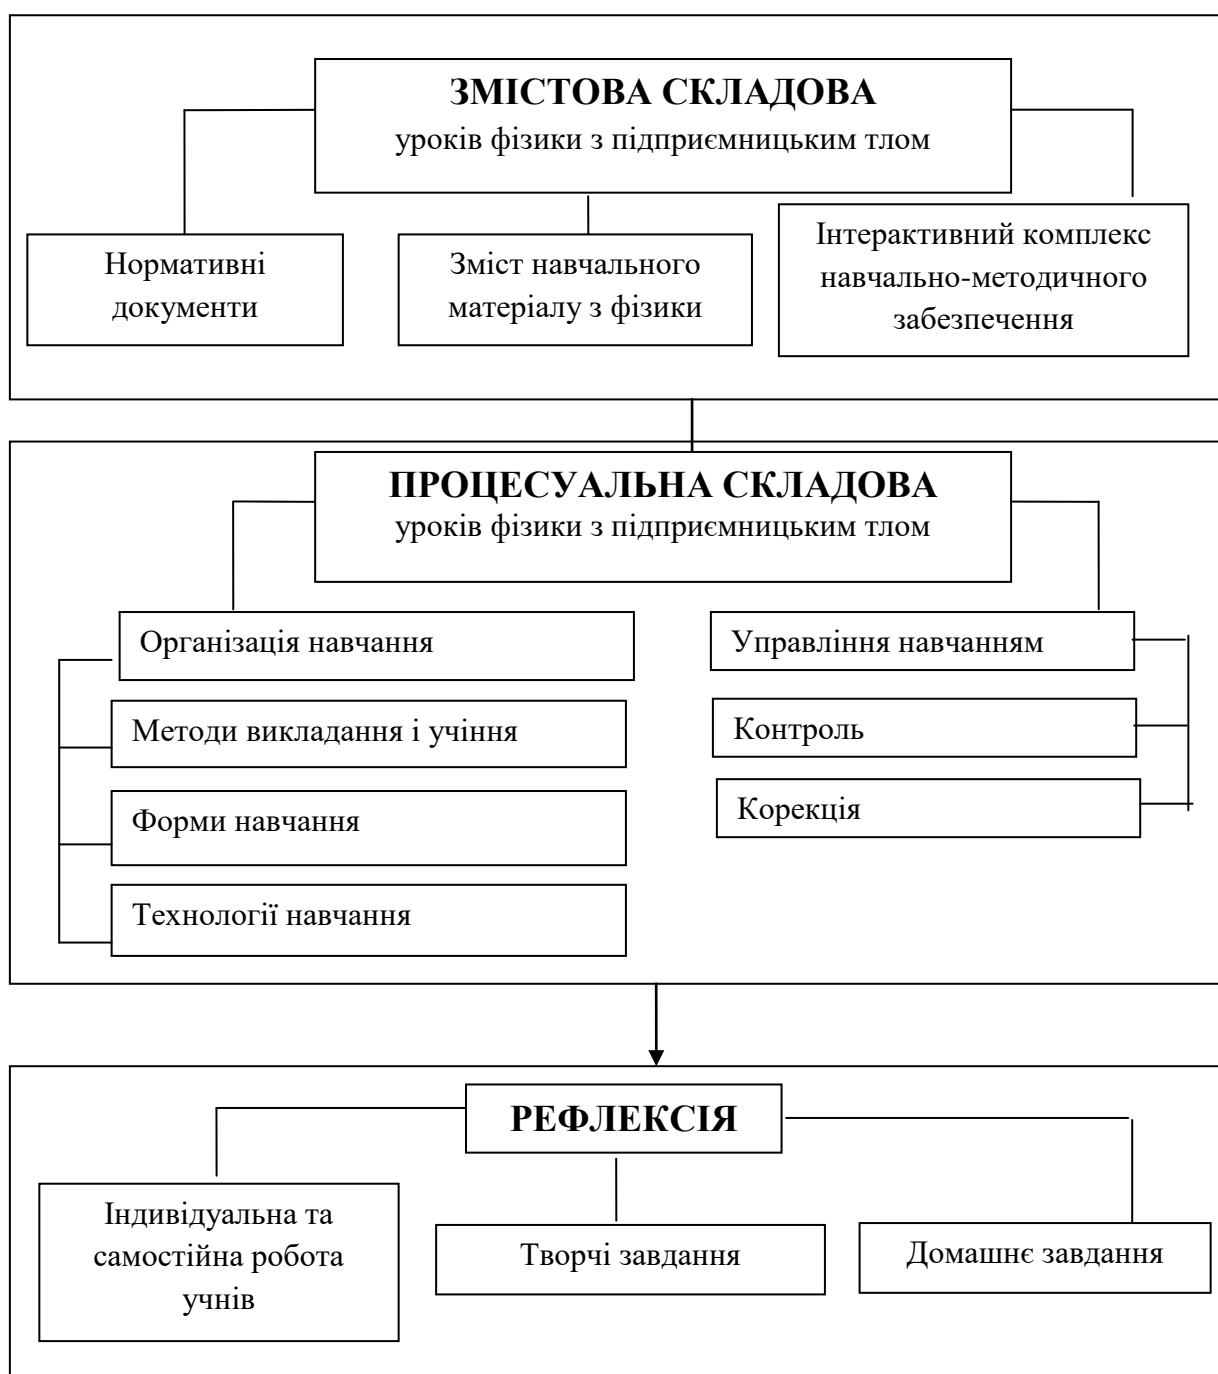 ЗМІСТОВА СКЛАДОВА
уроків фізики з підприємницьким тлом
Нормативні
документи
Зміст навчального
матеріалу з фізики
Інтерактивний комплекс
навчально-методичного
забезпечення
ПРОЦЕСУАЛЬНА СКЛАДОВА
уроків фізики з підприємницьким тлом
Організація навчання
Методи викладання і учіння
Форми навчання
Технології навчання
Управління навчанням
Контроль
Корекція
РЕФЛЕКСІЯ
Індивідуальна та
самостійна робота
учнів
Творчі завдання
Домашнє завдання